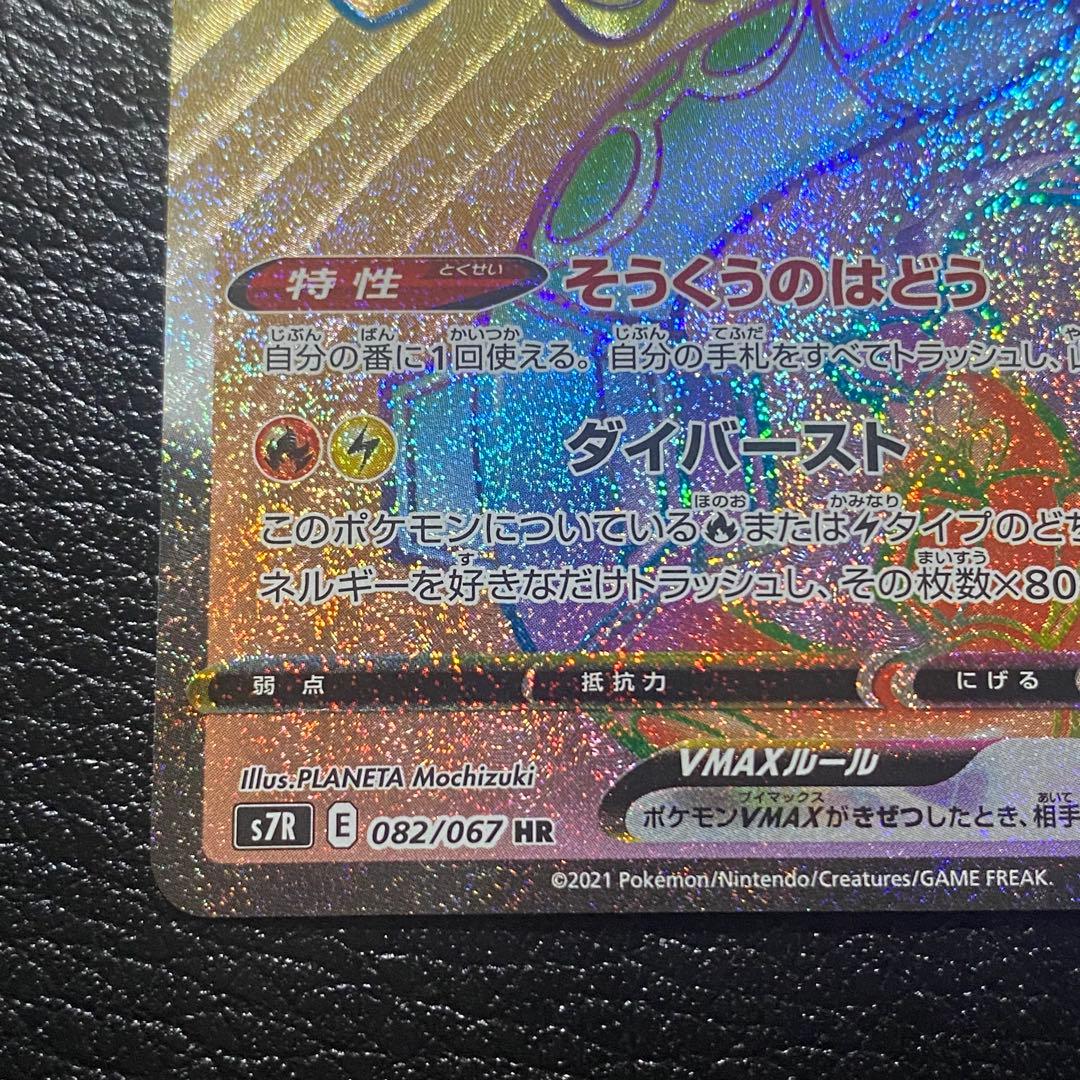 特性 とくせい そうくうのはどう
じぶん ばん かいつか じぶん てふだ
自分の番に1回使える。自分の手札をすべてトラッシュし、
ダイバースト
ほのお かみなり
このポケモンについているまたはタイプのどち
す まいすう
ネルギーを好きなだけトラッシュし、その枚数×80
弱点 抵抗力 にげる
Illus.PLANETA Mochizuki
VMAXルール
s7R E 082/067 HR
ブイマックス あいて
ポケモンVMAXがきぜつしたとき、相手
©2021 Pokémon/Nintendo/Creatures/GAME FREAK.